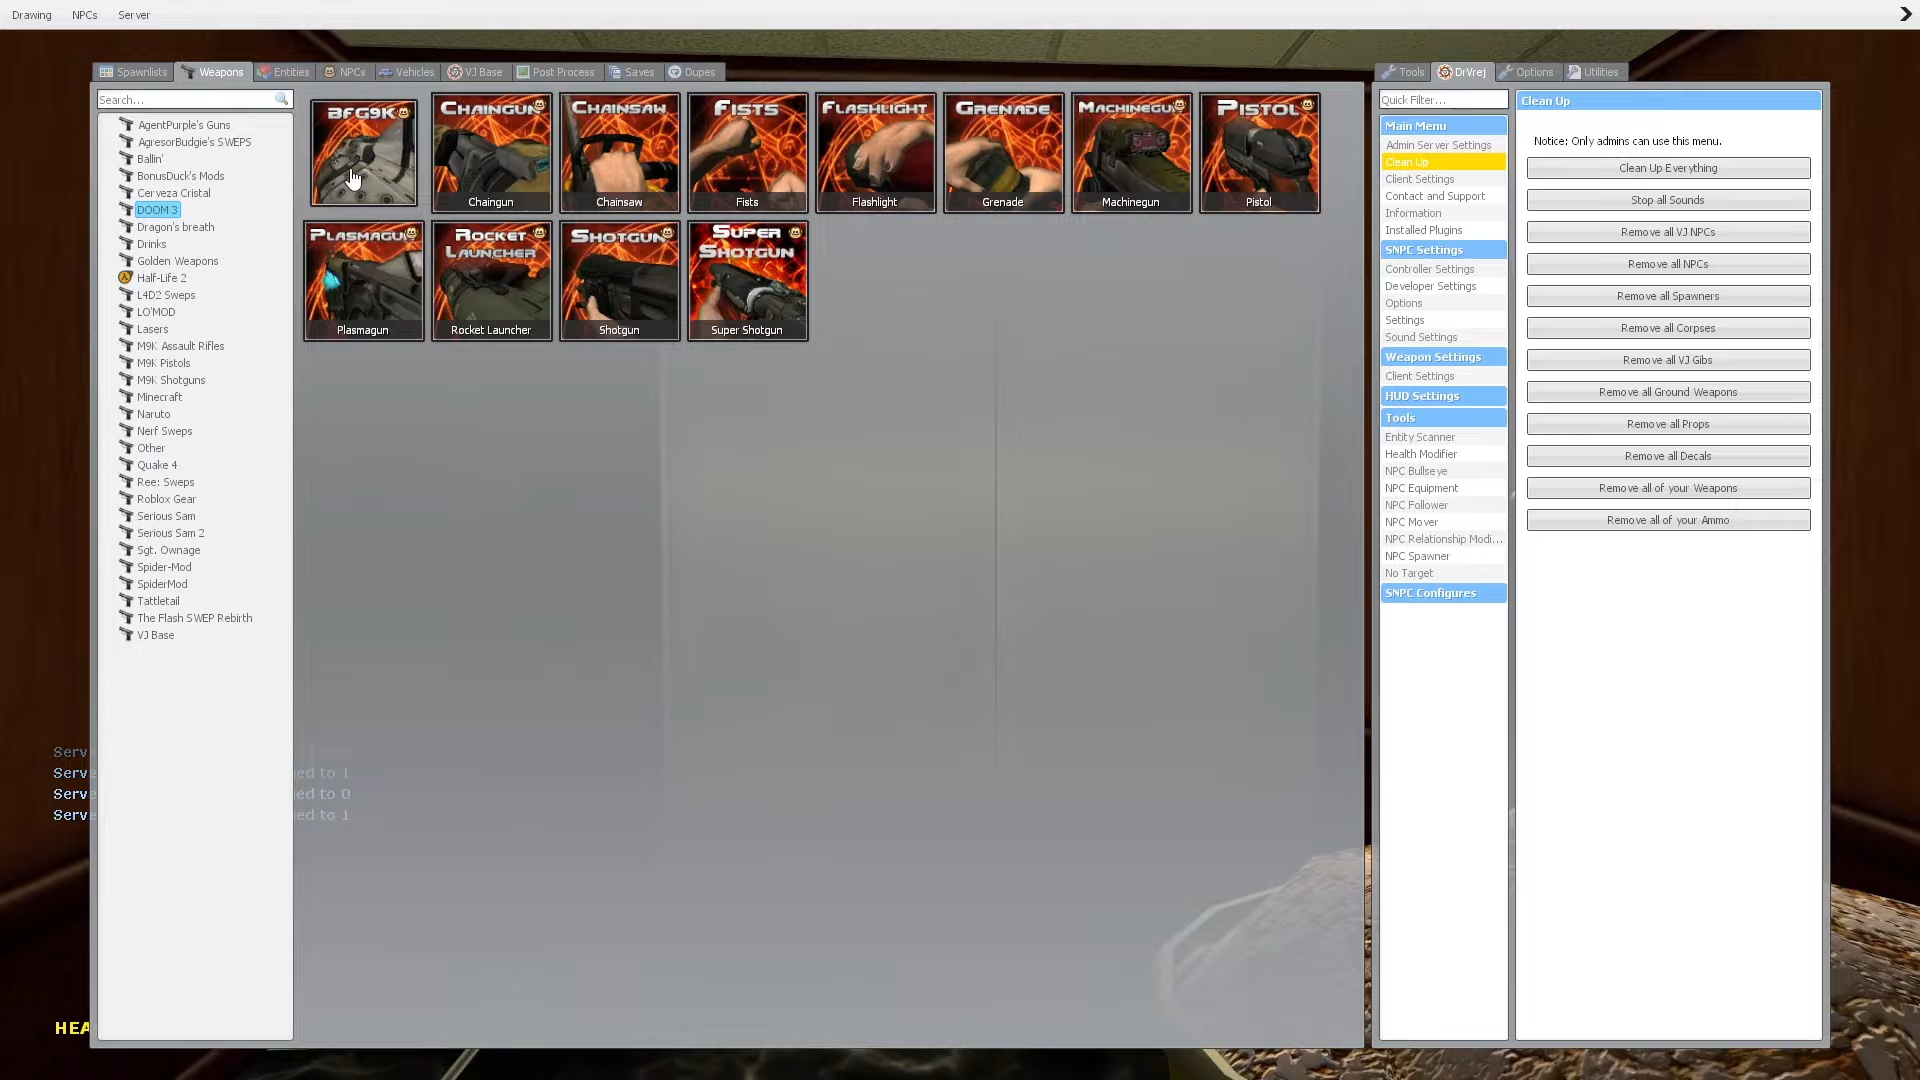 Drawing NPCs Server
Spawnlists Weapons Entities NPCs Vehicles VJ Base Post Process Saves Dupes
Search...
AgentPurple's Guns
AgresorBudgie's SWEPS
Ballin'
BonusDuck's Mods
Cerveza Cristal
DOOM 3
Dragon's breath
Drinks
Golden Weapons
Half-Life 2
L4D2 Sweps
LO'MOD
Lasers
M9K Assault Rifles
M9K Pistols
M9K Shotguns
Minecraft
Naruto
Nerf Sweps
Other
Quake 4
Ree: Sweps
Roblox Gear
Serious Sam
Serious Sam 2
Sgt. Ownage
Spider-Mod
SpiderMod
Tattletail
The Flash SWEP Rebirth
VJ Base
BFG9K CHAINGUN CHAINSAW FISTS FLASHLIGHT GRENADE MACHINEGUN PISTOL
Chaingun Chainsaw Fists Flashlight Grenade Machinegun Pistol
PLASMAGUN ROCKET LAUNCHER SHOTGUN SUPER SHOTGUN
Plasmagun Rocket Launcher Shotgun Super Shotgun
Serv
Serve ged to 1
Serve ged to 0
Serve ged to 1
HEA
Tools DrVrej Options Utilities
Quick Filter...
Main Menu
Admin Server Settings
Clean Up
Client Settings
Contact and Support
Information
Installed Plugins
SNPC Settings
Controller Settings
Developer Settings
Options
Settings
Sound Settings
Weapon Settings
Client Settings
HUD Settings
Tools
Entity Scanner
Health Modifier
NPC Bullseye
NPC Equipment
NPC Follower
NPC Mover
NPC Relationship Modi...
NPC Spawner
No Target
SNPC Configures
Clean Up
Notice: Only admins can use this menu.
Clean Up Everything
Stop all Sounds
Remove all VJ NPCs
Remove all NPCs
Remove all Spawners
Remove all Corpses
Remove all VJ Gibs
Remove all Ground Weapons
Remove all Props
Remove all Decals
Remove all of your Weapons
Remove all of your Ammo